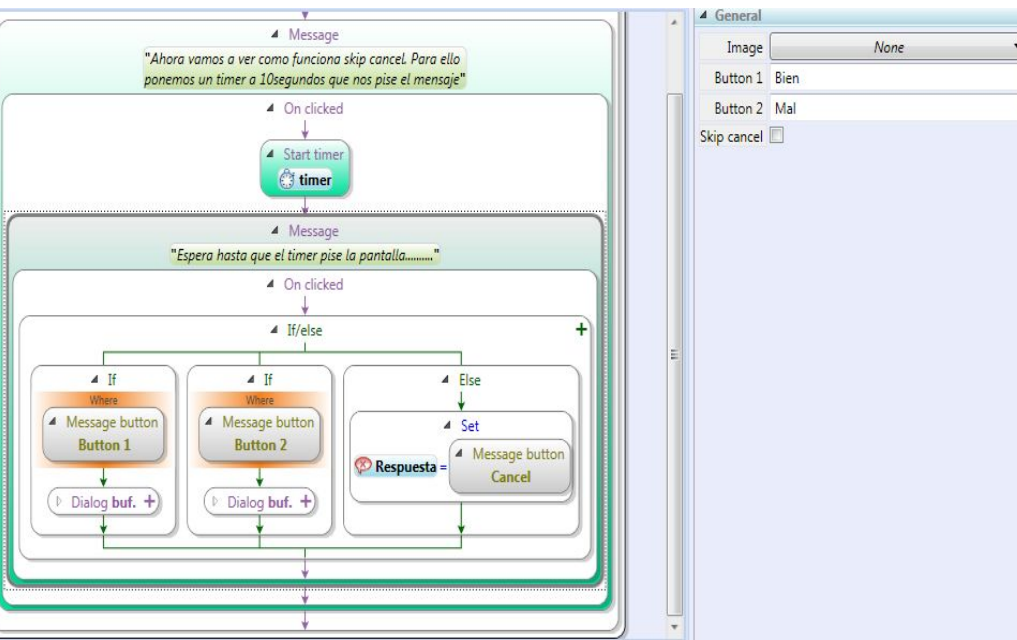 Message
"Ahora vamos a ver como funciona skip cancel. Para ello
ponemos un timer a 10segundos que nos pise el mensaje"
On clicked
Start timer
timer
Message
"Espera hasta que el timer pise la pantalla.........."
On clicked
If/else
If
Where
Message button
Button 1
Dialog buf.
If
Where
Message button
Button 2
Dialog buf.
Else
Set
Respuesta =
Message button
Cancel
General
Image None
Button 1 Bien
Button 2 Mal
Skip cancel